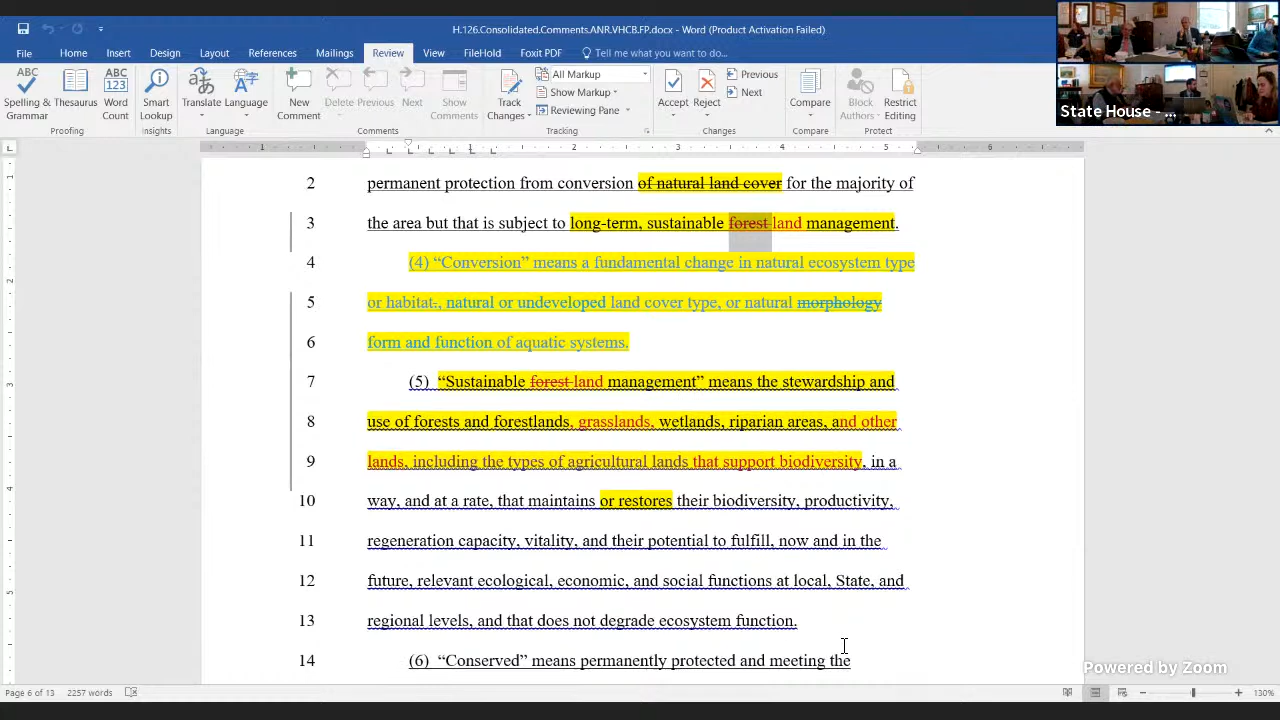 H.126.Consolidated.Comments.ANR.VHCB.FP.docx - Word (Product Activation Failed)
File Home Insert Design Layout References Mailings Review View FileHold Foxit PDF Tell me what you want to do...
ABC Spelling & Grammar
Thesaurus
ABC 123 Word Count
Proofing
Smart Lookup
Insights
Translate
Language
Language
New Comment
Delete
Previous
Next
Show Comments
Comments
Track Changes
All Markup
Show Markup
Reviewing Pane
Tracking
Accept
Reject
Previous
Next
Changes
Compare
Compare
Block Authors
Restrict Editing
Protect
State House - ...
1 1 2 3 4 5 6
2 permanent protection from conversion of natural land cover for the majority of
3 the area but that is subject to long-term, sustainable forest land management.
4 (4) “Conversion” means a fundamental change in natural ecosystem type
5 or habitat., natural or undeveloped land cover type, or natural morphology
6 form and function of aquatic systems.
7 (5) “Sustainable forest land management” means the stewardship and
8 use of forests and forestlands, grasslands, wetlands, riparian areas, and other
9 lands, including the types of agricultural lands that support biodiversity, in a
10 way, and at a rate, that maintains or restores their biodiversity, productivity,
11 regeneration capacity, vitality, and their potential to fulfill, now and in the
12 future, relevant ecological, economic, and social functions at local, State, and
13 regional levels, and that does not degrade ecosystem function.
14 (6) “Conserved” means permanently protected and meeting the
Powered by Zoom
Page 6 of 13 2257 words 130%